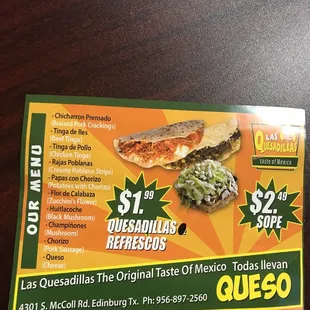 OUR MENU
- Chicharron Prensado
(Braised Pork Crackings)
- Tinga de Res
(Beef Tinga)
- Tinga de Pollo
(Chicken Tinga)
- Rajas Poblanas
(Creamy Poblano Strips)
- Papas con Chorizo
(Potatoes with Chorizo)
- Flor de Calabaza
(Zucchini's Flower)
- Huitlacoche
(Black Mushroom)
- Champiñones
(Mushroom)
- Chorizo
(Pork Sausage)
- Queso
(Cheese)
LAS
QUESADILLAS
taste of Mexico
$1.99
QUESADILLAS
REFRESCOS
$2.49
SOPE
Las Quesadillas The Original Taste Of Mexico
Todas llevan
QUESO
4301 S. McColl Rd. Edinburg Tx. Ph: 956-897-2560